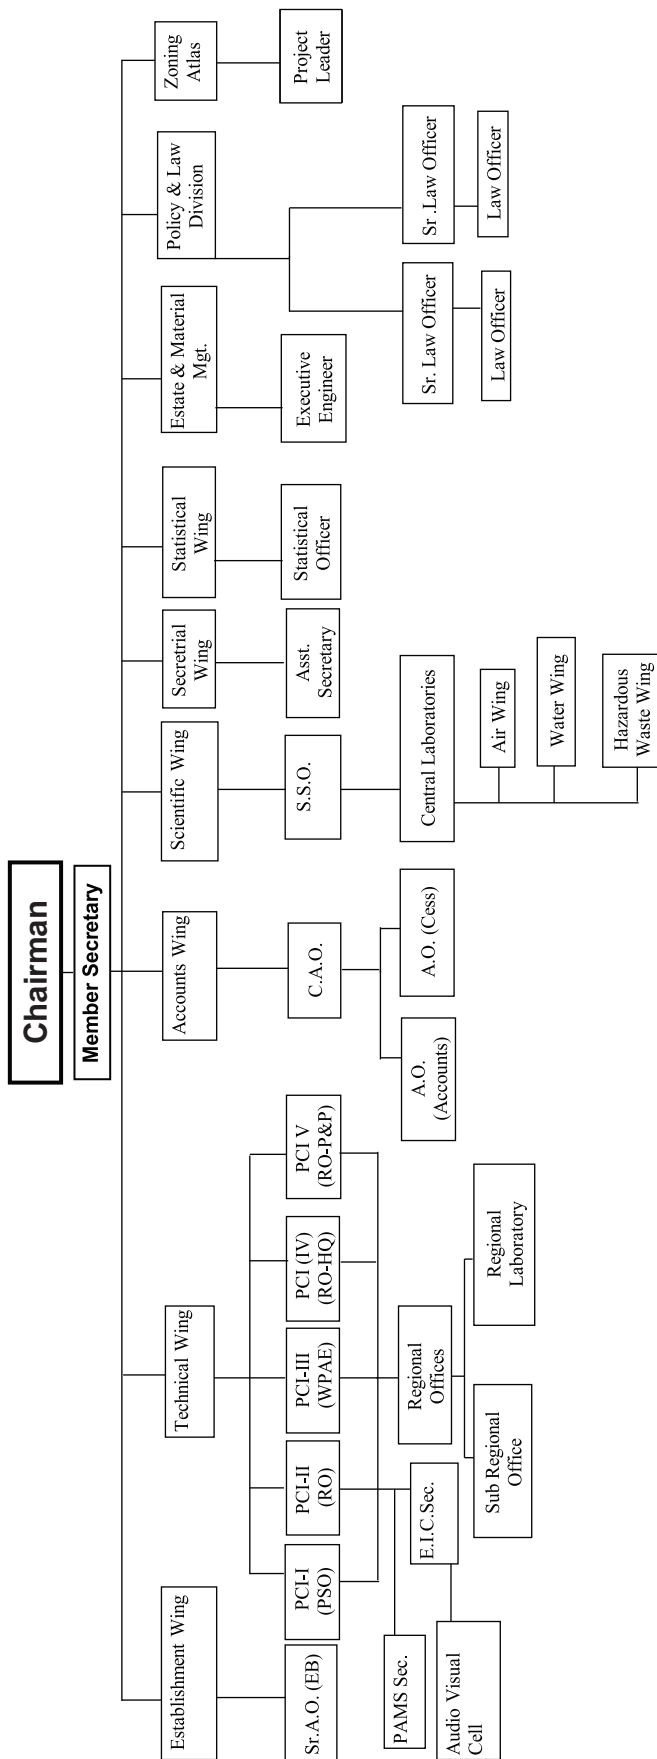 Chairman
Member Secretary
Establishment Wing
Technical Wing
Accounts Wing
Scientific Wing
Secretrial
Wing
Statistical
Wing
Estate & Material
Mgt.
Policy & Law
Division
Zoning
Atlas
Sr.A.O. (EB)
PCI-I
(PSO)
PCI-II
(RO)
PCI-III
(WPAE)
PCI (IV)
(RO-HQ)
PCI V
(RO-P&P)
C.A.O.
S.S.O.
Asst.
Secretary
Statistical
Officer
Executive
Engineer
Project
Leader
PAMS Sec.
E.I.C.Sec.
Regional
Offices
A.O.
(Accounts)
A.O. (Cess)
Central Laboratories
Sr. Law Officer
Sr .Law Officer
Audio Visual
Cell
Sub Regional
Office
Regional
Laboratory
Air Wing
Water Wing
Hazardous
Waste Wing
Law Officer
Law Officer